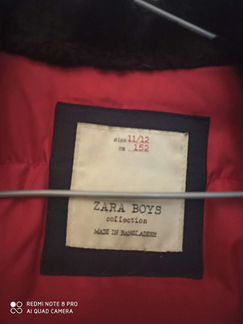 size 11/12
cm 152
ZARA BOYS
collection
MADE IN BANGLADESH
REDMI NOTE 8 PRO
AI QUAD CAMERA